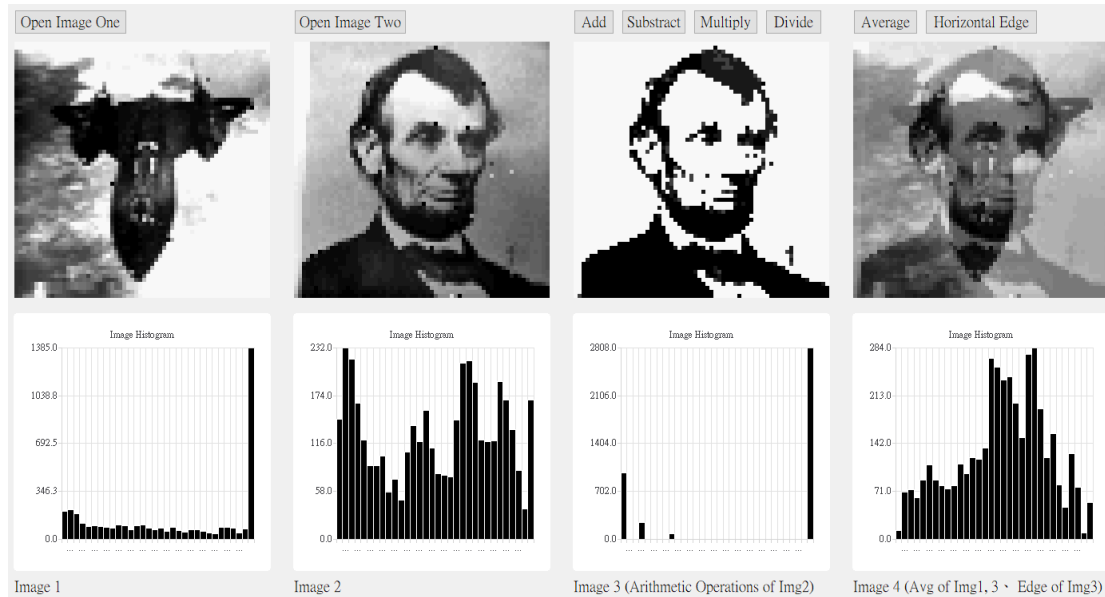 Open Image One
Open Image Two
Add Substract Multiply Divide
Average Horizontal Edge
Image Histogram
1385.0
1038.8
692.5
346.3
0.0
... ... ... ... ... ... ... ... ... ... ... ... ... ... ...
Image Histogram
232.0
174.0
116.0
58.0
0.0
... ... ... ... ... ... ... ... ... ... ... ... ... ... ...
Image Histogram
2808.0
2106.0
1404.0
702.0
0.0
... ... ... ... ... ... ... ... ... ... ... ... ... ... ...
Image Histogram
284.0
213.0
142.0
71.0
0.0
... ... ... ... ... ... ... ... ... ... ... ... ... ... ...
Image 1
Image 2
Image 3 (Arithmetic Operations of Img2)
Image 4 (Avg of Img1, 3、 Edge of Img3)